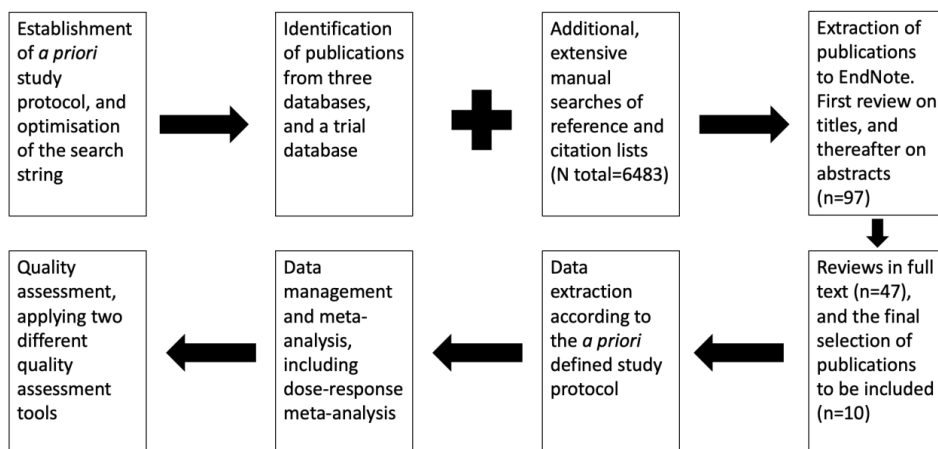 Establishment
of a priori
study
protocol, and
optimisation
of the search
string
Identification
of publications
from three
databases,
and a trial
database
Additional,
extensive
manual
searches of
reference and
citation lists
(N total=6483)
Extraction of
publications
to EndNote.
First review on
titles, and
thereafter on
abstracts
(n=97)
Reviews in full
text (n=47),
and the final
selection of
publications
to be included
(n=10)
Data
extraction
according to
the a priori
defined study
protocol
Data
management
and meta-
analysis,
including
dose-response
meta-analysis
Quality
assessment,
applying two
different
quality
assessment
tools